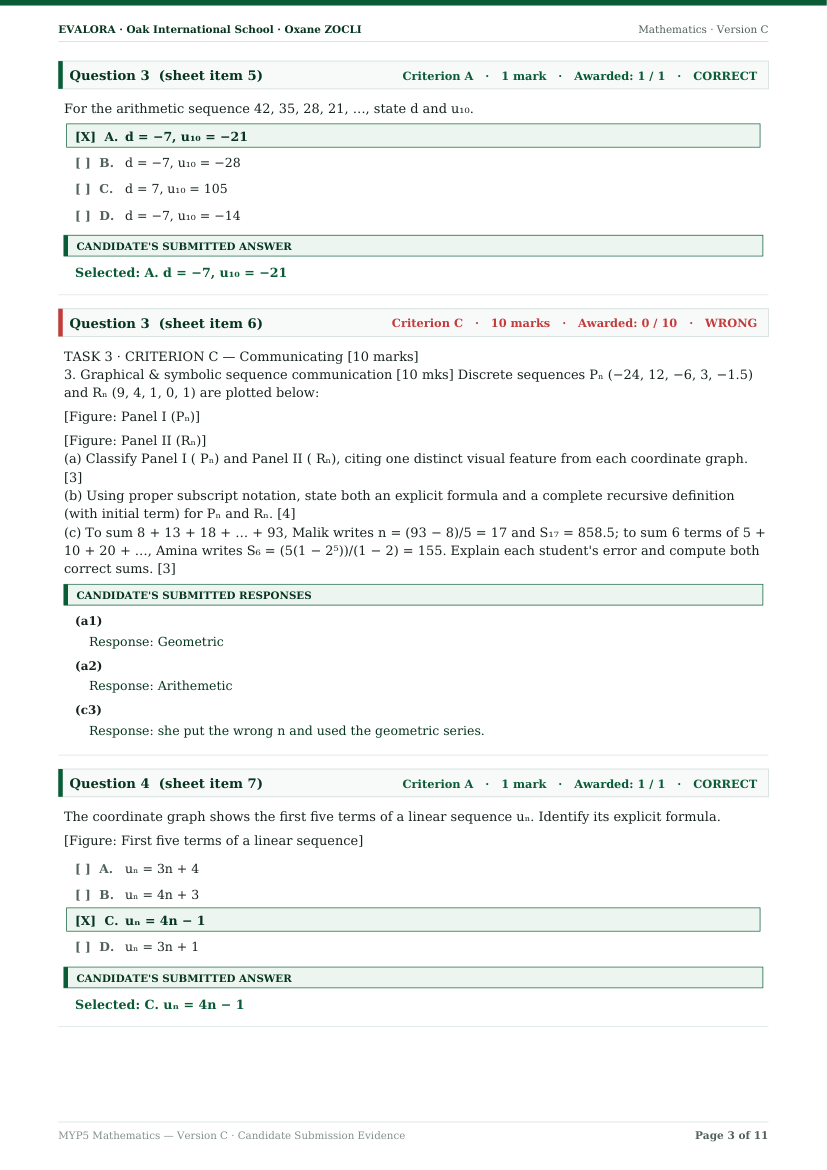 EVALORA · Oak International School · Oxane ZOCLI
Mathematics · Version C
Question 3 (sheet item 5)
Criterion A · 1 mark · Awarded: 1 / 1 · CORRECT
For the arithmetic sequence 42, 35, 28, 21, …, state d and u₁₀.
[X] A. d = −7, u₁₀ = −21
[ ] B. d = −7, u₁₀ = −28
[ ] C. d = 7, u₁₀ = 105
[ ] D. d = −7, u₁₀ = −14
CANDIDATE'S SUBMITTED ANSWER
Selected: A. d = −7, u₁₀ = −21
Question 3 (sheet item 6)
Criterion C · 10 marks · Awarded: 0 / 10 · WRONG
TASK 3 · CRITERION C — Communicating [10 marks]
3. Graphical & symbolic sequence communication [10 mks] Discrete sequences Pₙ (−24, 12, −6, 3, −1.5)
and Rₙ (9, 4, 1, 0, 1) are plotted below:
[Figure: Panel I (Pₙ)]
[Figure: Panel II (Rₙ)]
(a) Classify Panel I ( Pₙ) and Panel II ( Rₙ), citing one distinct visual feature from each coordinate graph.
[3]
(b) Using proper subscript notation, state both an explicit formula and a complete recursive definition
(with initial term) for Pₙ and Rₙ. [4]
(c) To sum 8 + 13 + 18 + … + 93, Malik writes n = (93 − 8)/5 = 17 and S₁₇ = 858.5; to sum 6 terms of 5 +
10 + 20 + …, Amina writes S₆ = (5(1 − 2⁵))/(1 − 2) = 155. Explain each student's error and compute both
correct sums. [3]
CANDIDATE'S SUBMITTED RESPONSES
(a1)
Response: Geometric
(a2)
Response: Arithemetic
(c3)
Response: she put the wrong n and used the geometric series.
Question 4 (sheet item 7)
Criterion A · 1 mark · Awarded: 1 / 1 · CORRECT
The coordinate graph shows the first five terms of a linear sequence uₙ. Identify its explicit formula.
[Figure: First five terms of a linear sequence]
[ ] A. uₙ = 3n + 4
[ ] B. uₙ = 4n + 3
[X] C. uₙ = 4n − 1
[ ] D. uₙ = 3n + 1
CANDIDATE'S SUBMITTED ANSWER
Selected: C. uₙ = 4n − 1
MYP5 Mathematics — Version C · Candidate Submission Evidence
Page 3 of 11